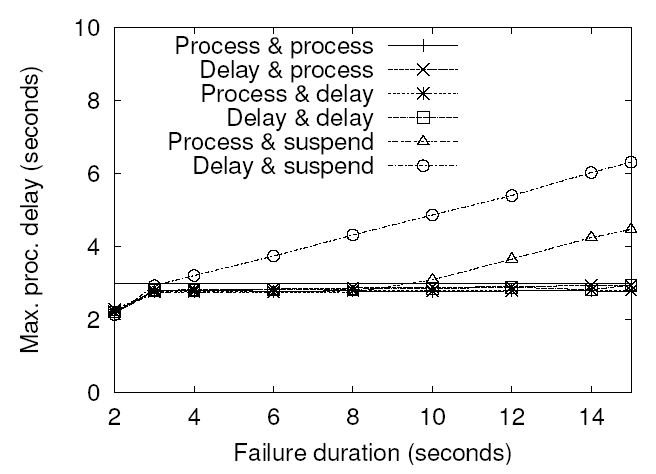 10
8
6
4
2
0
Max. proc. delay (seconds)
Process & process
Delay & process
Process & delay
Delay & delay
Process & suspend
Delay & suspend
2 4 6 8 10 12 14
Failure duration (seconds)